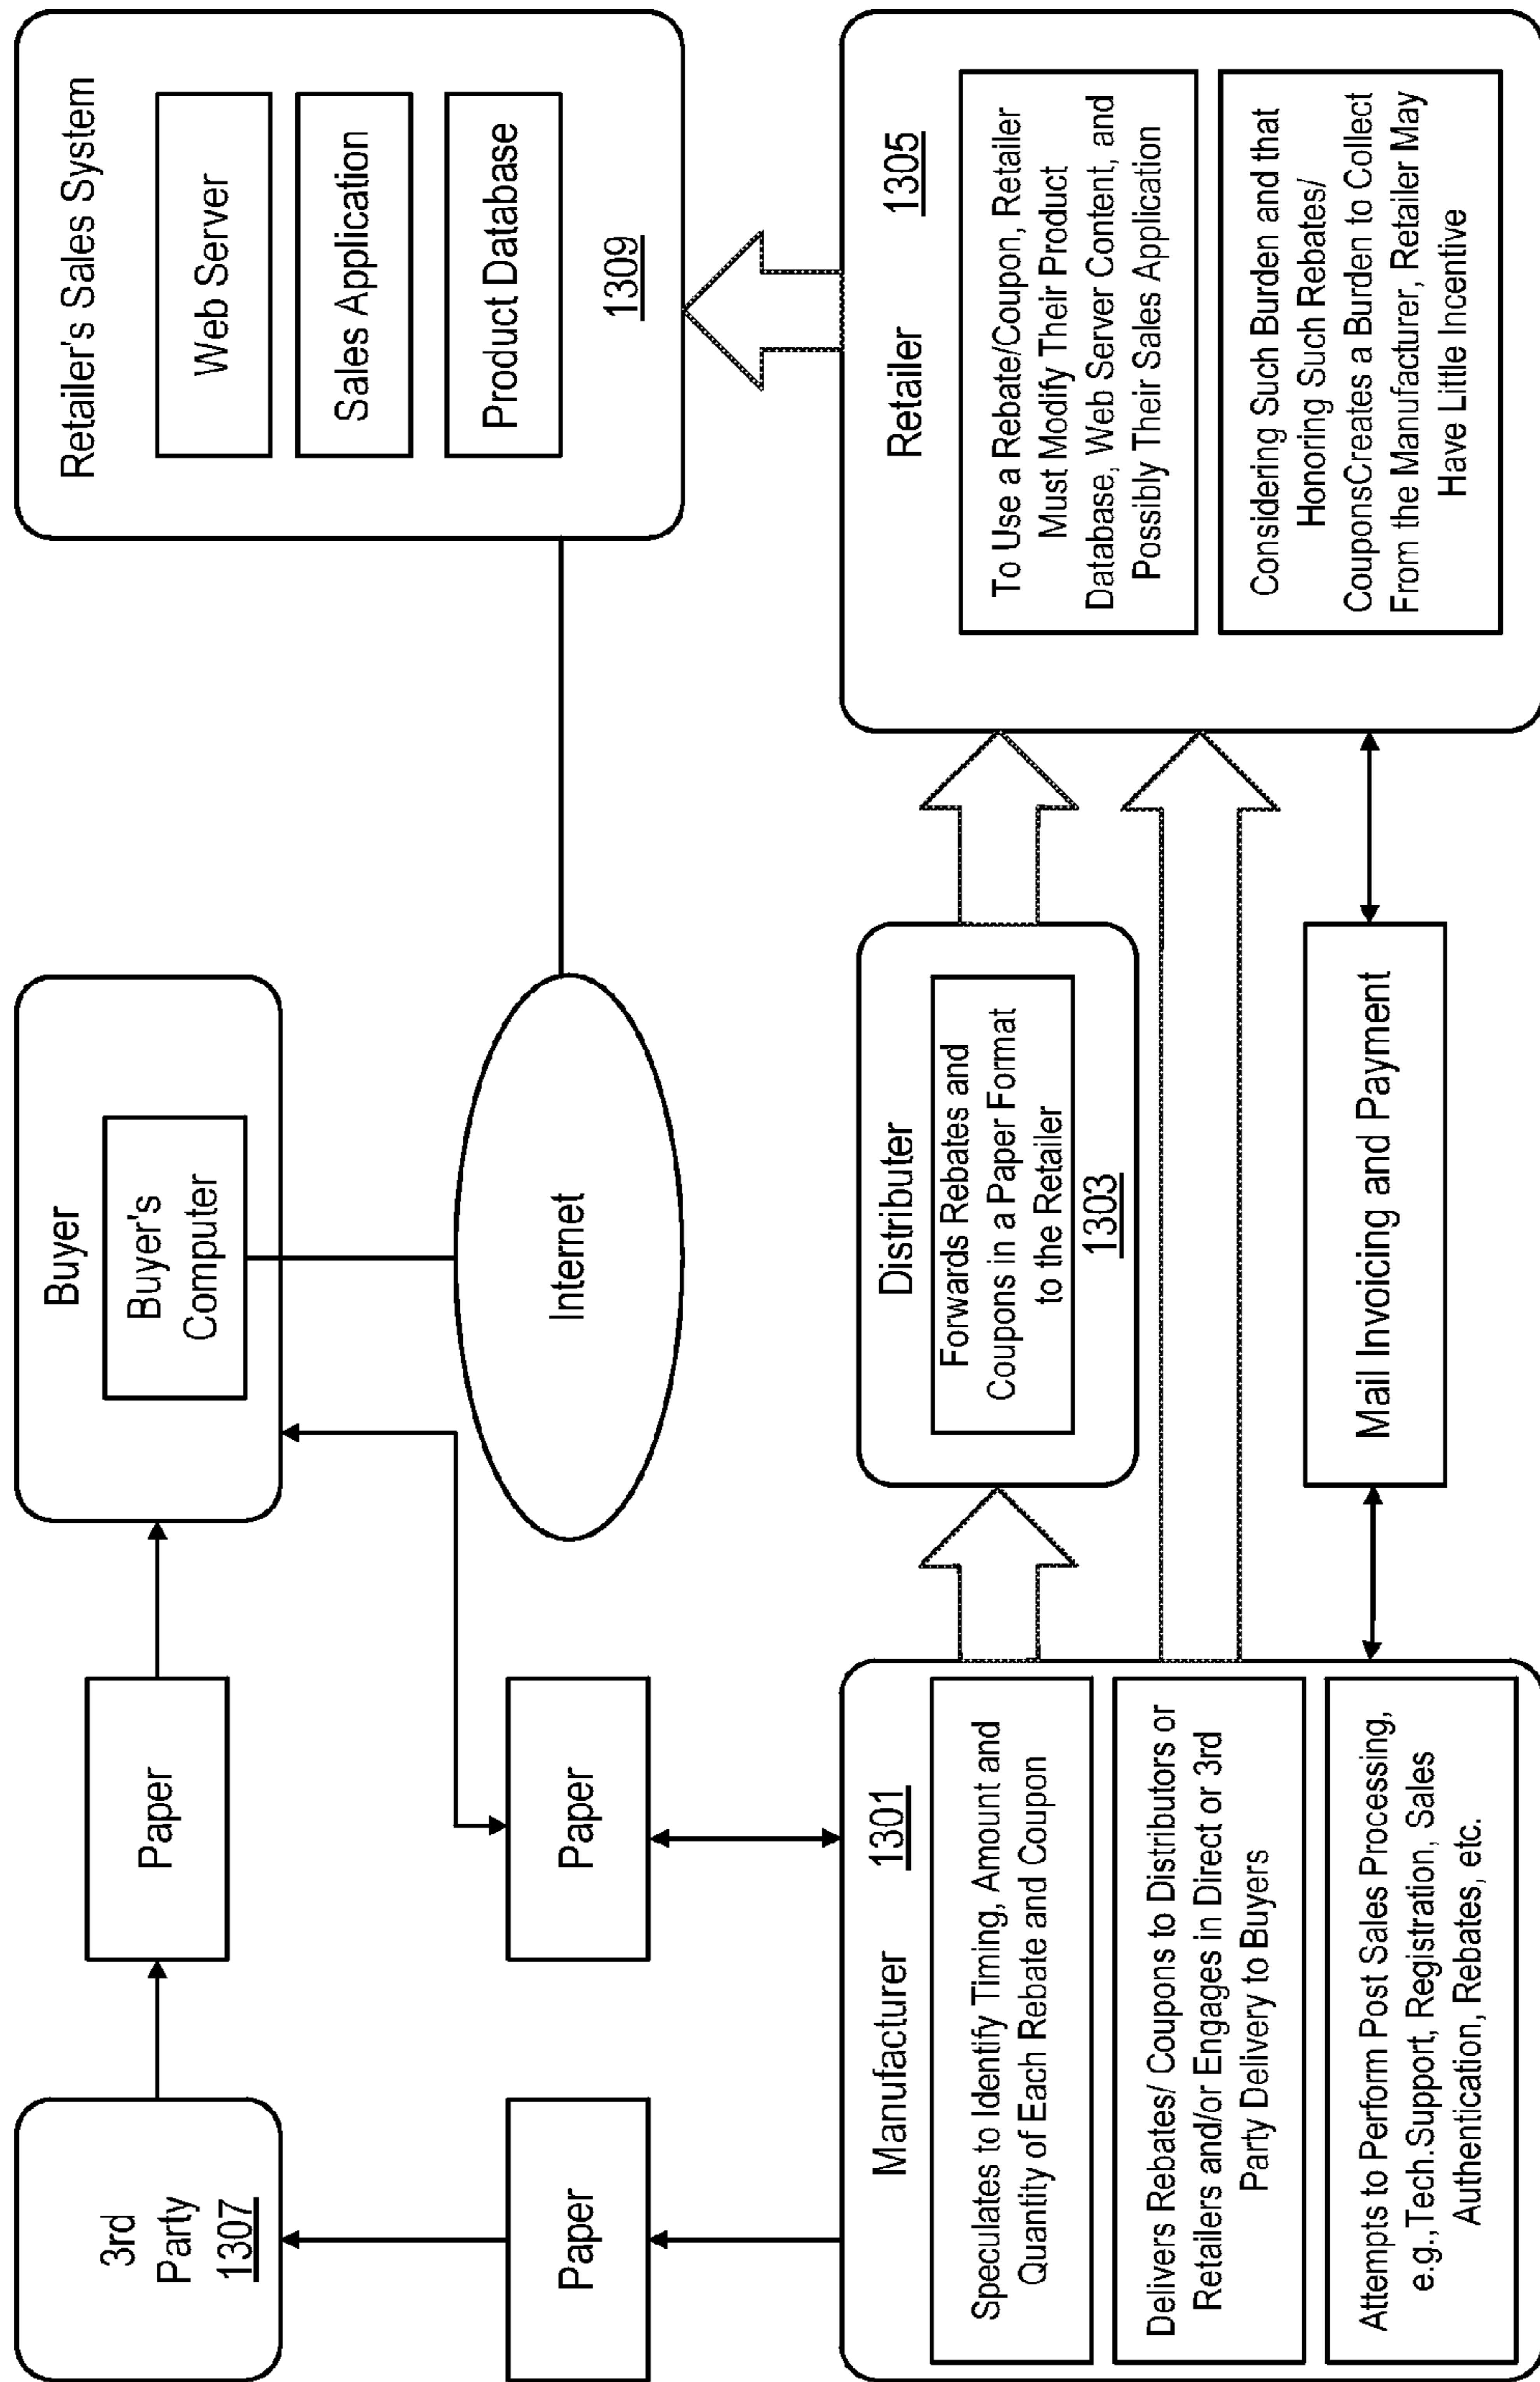 3rd
Party
1307
Paper
Buyer
Buyer's
Computer
Retailer's Sales System
Web Server
Sales Application
Product Database
1309
Paper
Paper
Internet
Manufacturer
1301
Speculates to Identify Timing, Amount and
Quantity of Each Rebate and Coupon
Delivers Rebates/ Coupons to Distributors or
Retailers and/or Engages in Direct or 3rd
Party Delivery to Buyers
Attempts to Perform Post Sales Processing,
e.g.,Tech.Support, Registration, Sales
Authentication, Rebates, etc.
Distributer
Forwards Rebates and
Coupons in a Paper Format
to the Retailer
1303
Mail Invoicing and Payment
Retailer
1305
To Use a Rebate/Coupon, Retailer
Must Modify Their Product
Database, Web Server Content, and
Possibly Their Sales Application
Considering Such Burden and that
Honoring Such Rebates/
CouponsCreates a Burden to Collect
From the Manufacturer, Retailer May
Have Little Incentive